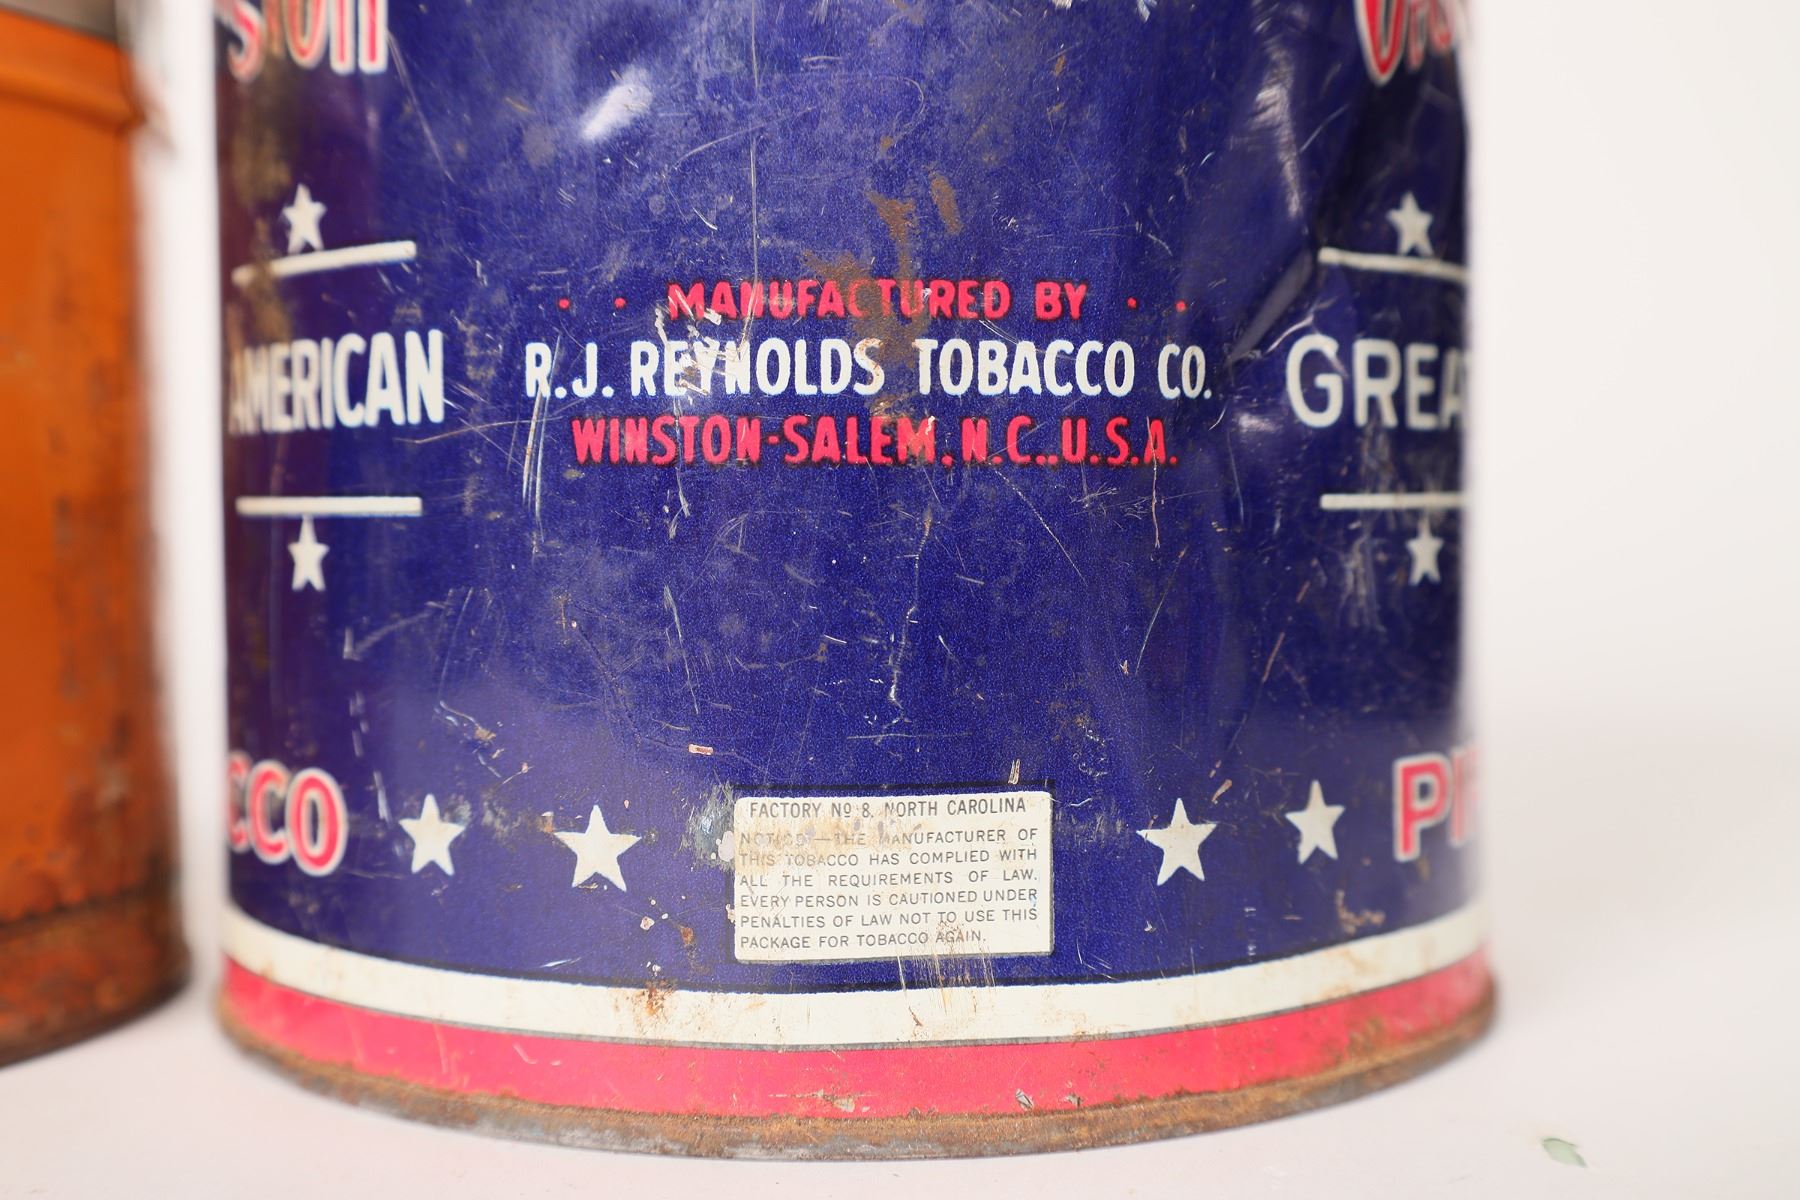 MANUFACTURED BY
R.J. REYNOLDS TOBACCO CO.
WINSTON-SALEM, N.C., U.S.A.
AMERICAN
GREA
CCO
FACTORY Nº 8, NORTH CAROLINA
NOTICE—THE MANUFACTURER OF
THIS TOBACCO HAS COMPLIED WITH
ALL THE REQUIREMENTS OF LAW.
EVERY PERSON IS CAUTIONED UNDER
PENALTIES OF LAW NOT TO USE THIS
PACKAGE FOR TOBACCO AGAIN.